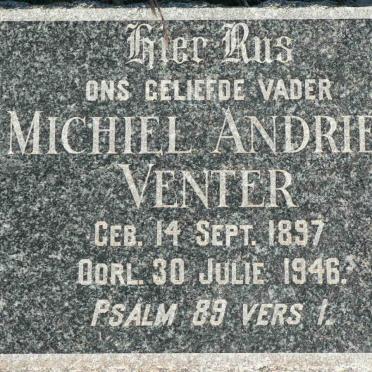 Hier Rus
ONS GELIEFDE VADER
MICHIEL ANDRIE
VENTER
GEB. 14 SEPT. 1897
OORL. 30 JULIE 1946.
PSALM 89 VERS 1.